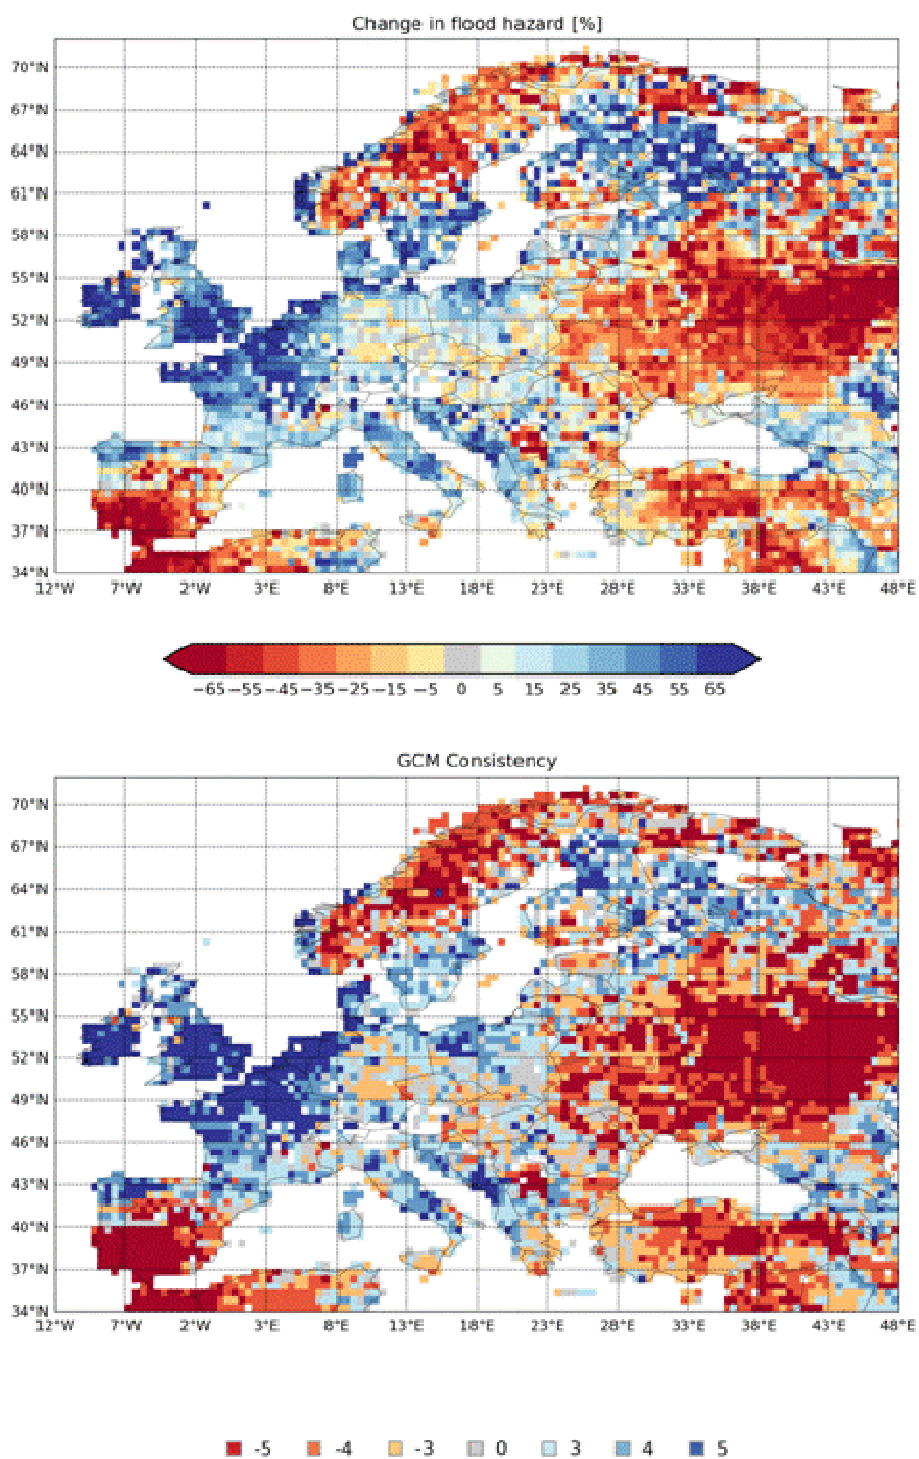 Change in flood hazard [%]
70°N
67°N
64°N
61°N
58°N
55°N
52°N
49°N
46°N
43°N
40°N
37°N
34°N
12°W 7°W 2°W 3°E 8°E 13°E 18°E 23°E 28°E 33°E 38°E 43°E 48°E
−65 −55 −45 −35 −25 −15 −5 0 5 15 25 35 45 55 65
GCM Consistency
70°N
67°N
64°N
61°N
58°N
55°N
52°N
49°N
46°N
43°N
40°N
37°N
34°N
12°W 7°W 2°W 3°E 8°E 13°E 18°E 23°E 28°E 33°E 38°E 43°E 48°E
-5 -4 -3 0 3 4 5